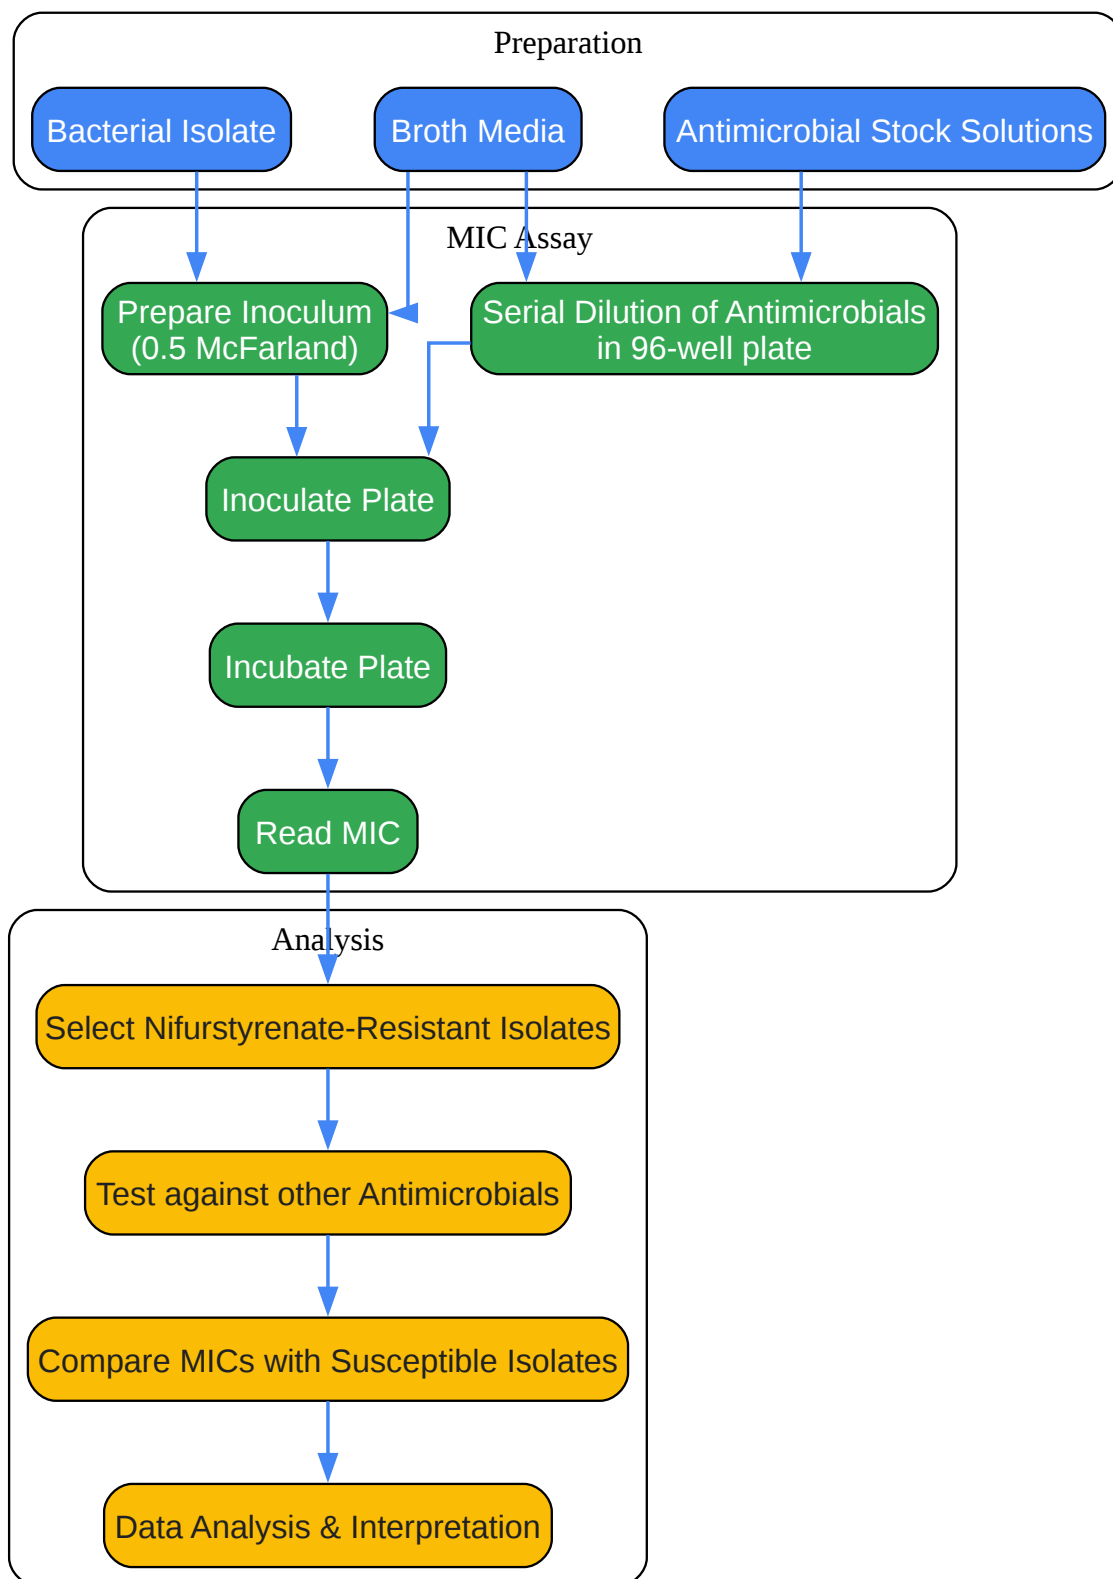 Preparation
Bacterial Isolate
Broth Media
Antimicrobial Stock Solutions
MIC Assay
Prepare Inoculum
(0.5 McFarland)
Serial Dilution of Antimicrobials
in 96-well plate
Inoculate Plate
Incubate Plate
Read MIC
Analysis
Select Nifurstyrenate-Resistant Isolates
Test against other Antimicrobials
Compare MICs with Susceptible Isolates
Data Analysis & Interpretation